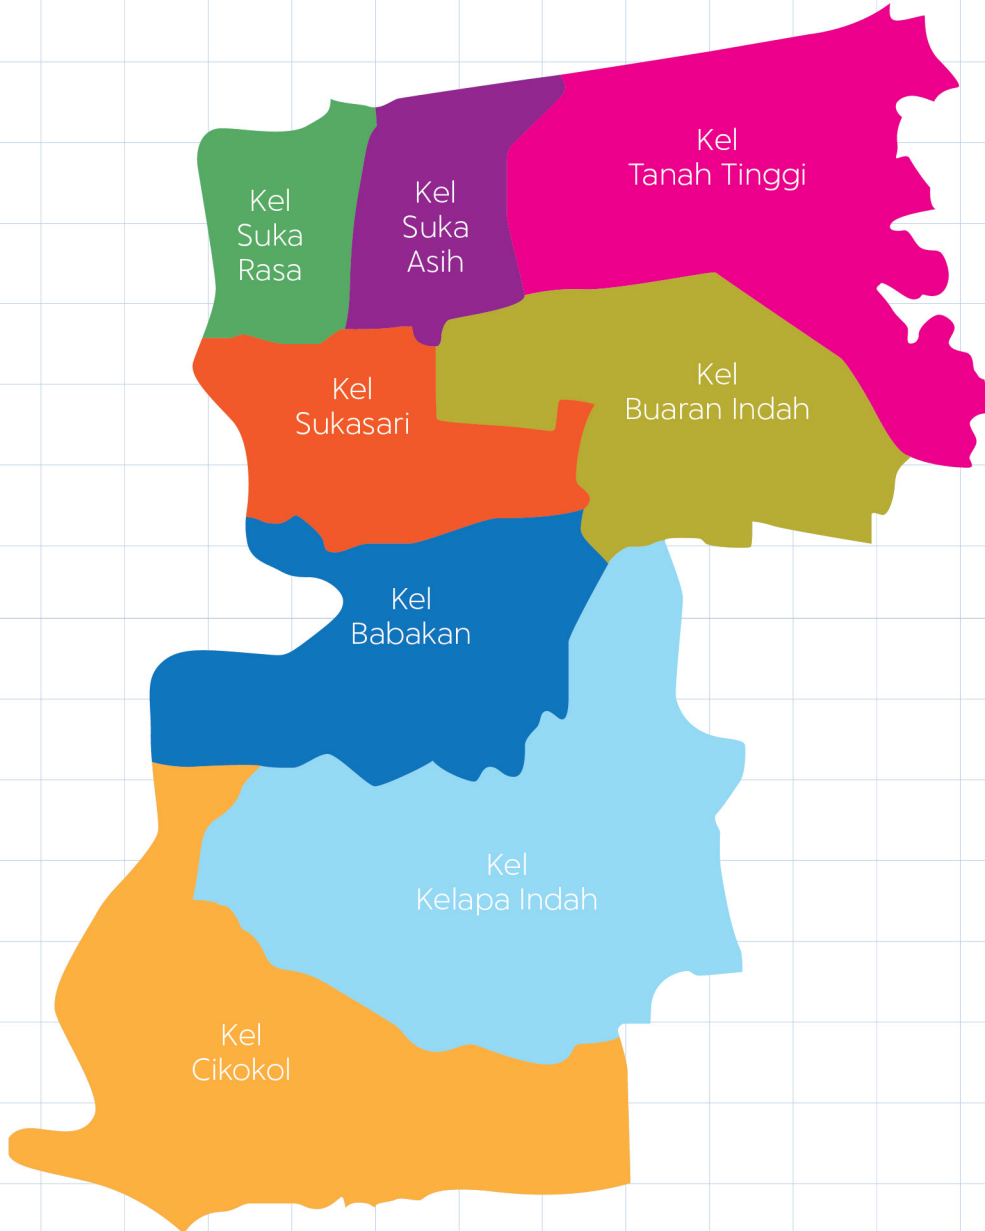 Kel
Tanah Tinggi
Kel
Suka
Asih
Kel
Suka
Rasa
Kel
Buaran Indah
Kel
Sukasari
Kel
Babakan
Kel
Kelapa Indah
Kel
Cikokol